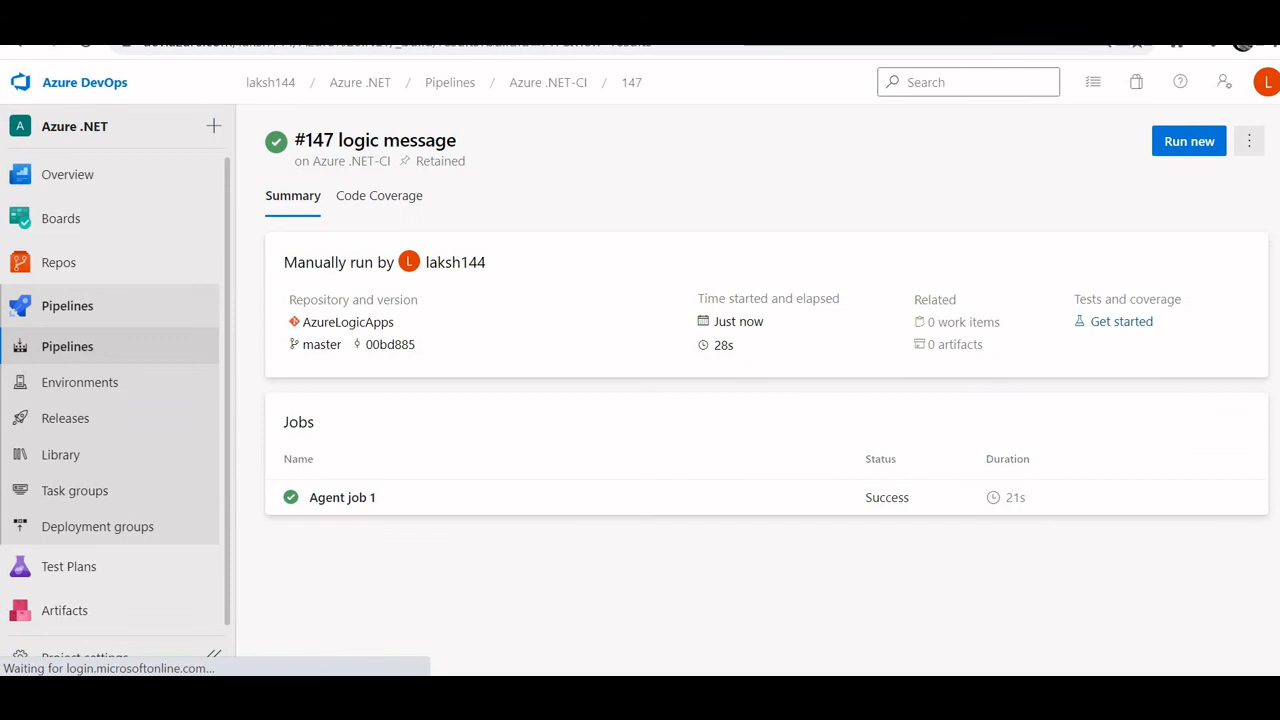 Azure DevOps
laksh144 / Azure .NET / Pipelines / Azure .NET-CI / 147
Search
L
A Azure .NET
Overview
Boards
Repos
Pipelines
Pipelines
Environments
Releases
Library
Task groups
Deployment groups
Test Plans
Artifacts
Project settings
Waiting for login.microsoftonline.com...
#147 logic message
on Azure .NET-CI Retained
Run new
Summary Code Coverage
Manually run by L laksh144
Repository and version
AzureLogicApps
master 00bd885
Time started and elapsed
Just now
28s
Related
0 work items
0 artifacts
Tests and coverage
Get started
Jobs
Name Status Duration
Agent job 1 Success 21s